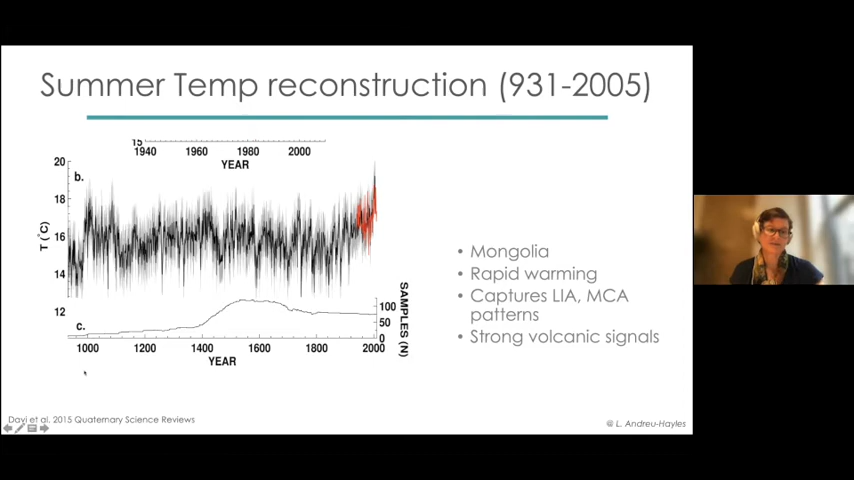 Summer Temp reconstruction (931-2005)
15
1940 1960 1980 2000
YEAR
b.
T (°C)
20
18
16
14
12
c.
SAMPLES (N)
100
50
0
1000 1200 1400 1600 1800 2000
YEAR
• Mongolia
• Rapid warming
• Captures LIA, MCA
patterns
• Strong volcanic signals
Davi et al. 2015 Quaternary Science Reviews
@ L. Andreu-Hayles